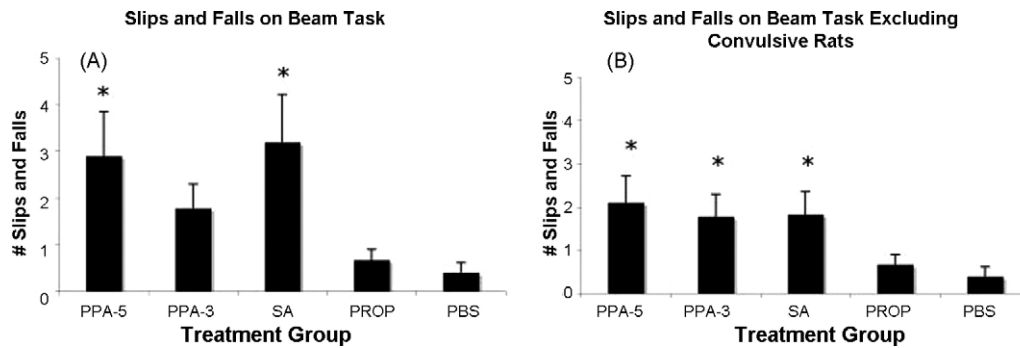 Slips and Falls on Beam Task
(A)
# Slips and Falls
5
4
3
2
1
0
*
*
PPA-5 PPA-3 SA PROP PBS
Treatment Group
Slips and Falls on Beam Task Excluding
Convulsive Rats
(B)
# Slips and Falls
5
4
3
2
1
0
* * *
PPA-5 PPA-3 SA PROP PBS
Treatment Group